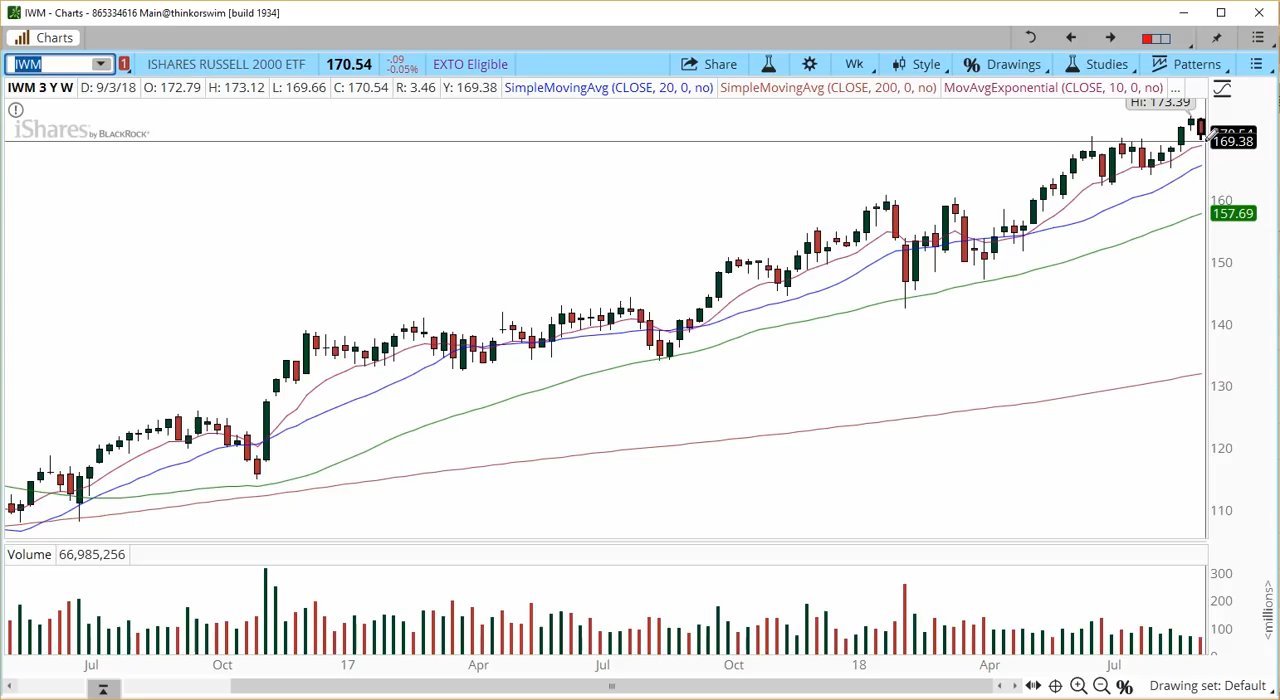 IWM - Charts - 865334616 Main@thinkorswim [build 1934]
Charts
IWM 1 ISHARES RUSSELL 2000 ETF 170.54 -.09 -0.05% EXTO Eligible Share Wk Style % Drawings Studies Patterns
IWM 3 Y W D: 9/3/18 O: 172.79 H: 173.12 L: 169.66 C: 170.54 R: 3.46 Y: 169.38 SimpleMovingAvg (CLOSE, 20, 0, no) SimpleMovingAvg (CLOSE, 200, 0, no) MovAvgExponential (CLOSE, 10, 0, no) ...
Hi: 173.39
iShares by BLACKROCK
170.54
169.38
160
157.69
150
140
130
120
110
Volume 66,985,256
300
200
100
<millions>
Jul Oct 17 Apr Jul Oct 18 Apr Jul
% Drawing set: Default